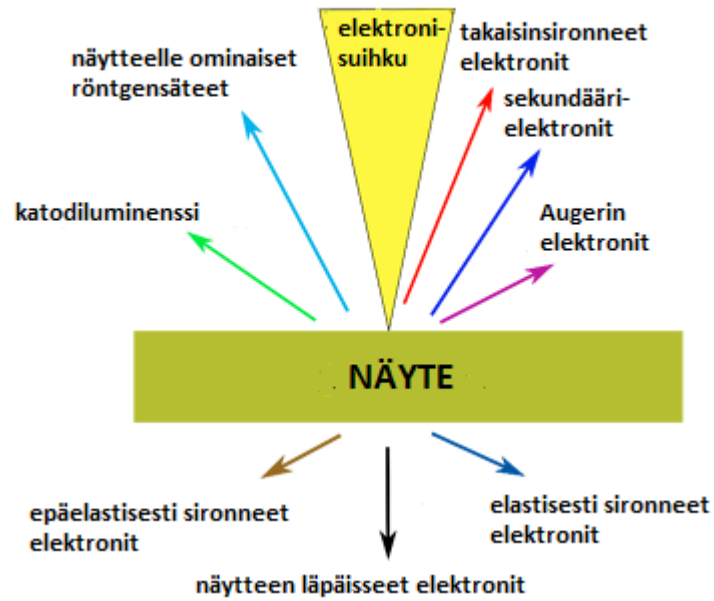 elektroni-
suihku
takaisinsironneet
elektronit
näytteelle ominaiset
röntgensäteet
sekundääri-
elektronit
katodiluminenssi
Augerin
elektronit
NÄYTE
epäelastisesti sironneet
elektronit
elastisesti sironneet
elektronit
näytteen läpäisseet elektronit